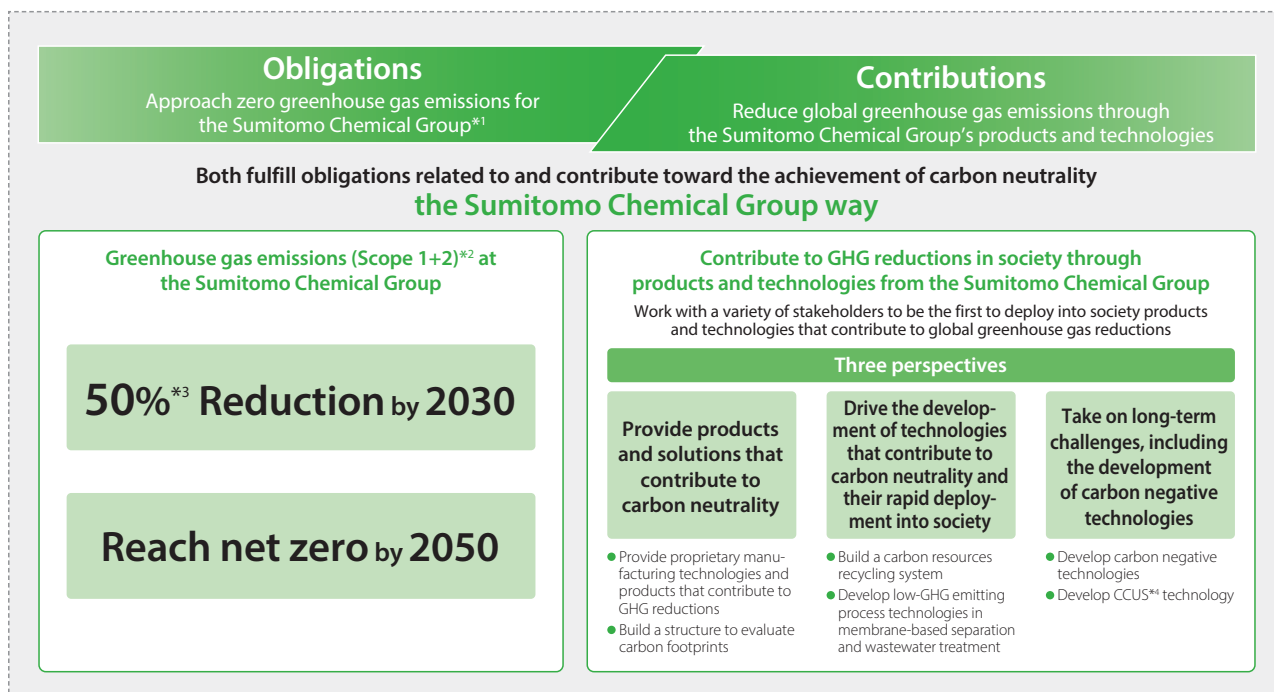 Obligations
Approach zero greenhouse gas emissions for
the Sumitomo Chemical Group*1
Contributions
Reduce global greenhouse gas emissions through
the Sumitomo Chemical Group's products and technologies
Both fulfill obligations related to and contribute toward the achievement of carbon neutrality
the Sumitomo Chemical Group way
Greenhouse gas emissions (Scope 1+2)*2 at
the Sumitomo Chemical Group
50%*3 Reduction by 2030
Reach net zero by 2050
Contribute to GHG reductions in society through
products and technologies from the Sumitomo Chemical Group
Work with a variety of stakeholders to be the first to deploy into society products
and technologies that contribute to global greenhouse gas reductions
Three perspectives
Provide products
and solutions that
contribute to
carbon neutrality
● Provide proprietary manu-
facturing technologies and
products that contribute to
GHG reductions
● Build a structure to evaluate
carbon footprints
Drive the develop-
ment of technologies
that contribute to
carbon neutrality and
their rapid deploy-
ment into society
● Build a carbon resources
recycling system
● Develop low-GHG emitting
process technologies in
membrane-based separation
and wastewater treatment
Take on long-term
challenges, including
the development
of carbon negative
technologies
● Develop carbon negative
technologies
● Develop CCUS*4 technology